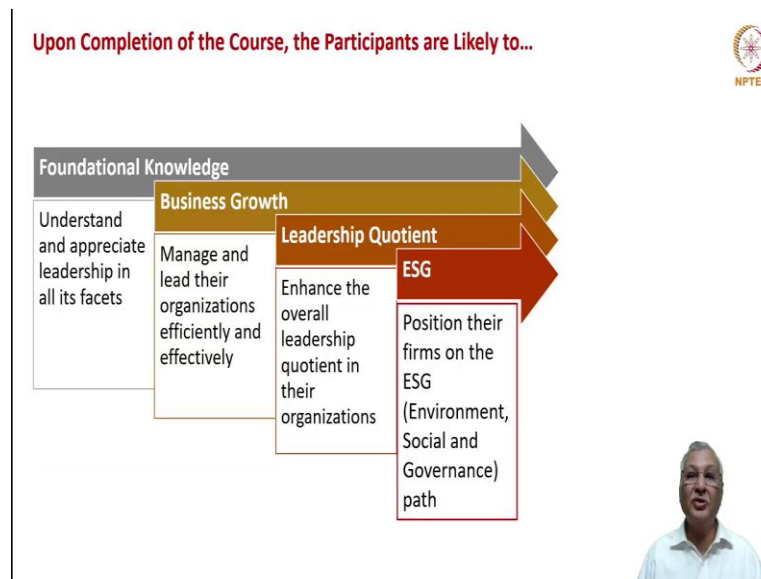 Upon Completion of the Course, the Participants are Likely to...
NPTEL
Foundational Knowledge
Understand
and appreciate
leadership in
all its facets
Business Growth
Manage and
lead their
organizations
efficiently and
effectively
Leadership Quotient
Enhance the
overall
leadership
quotient in
their
organizations
ESG
Position their
firms on the
ESG
(Environment,
Social and
Governance)
path